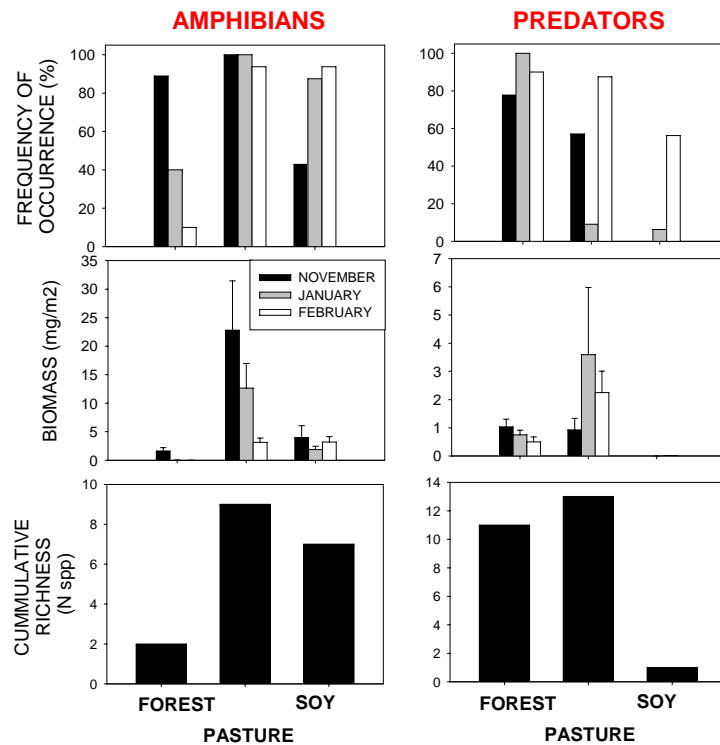 AMPHIBIANS
PREDATORS
FREQUENCY OF
OCCURRENCE (%)
100
80
60
40
20
0
100
80
60
40
20
0
BIOMASS (mg/m2)
35
30
25
20
15
10
5
0
NOVEMBER
JANUARY
FEBRUARY
7
6
5
4
3
2
1
0
CUMMULATIVE
RICHNESS
(N spp)
10
8
6
4
2
0
14
12
10
8
6
4
2
0
FOREST
SOY
PASTURE
FOREST
SOY
PASTURE